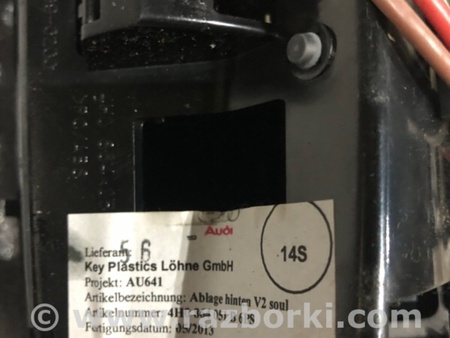 Audi
Lieferant
56
Key Plastics Löhne GmbH
14S
Projekt: AU641
Artikelbezeichnung: Ablage hinten V2 soul
Artikelnummer:
Fertigungsdatum: 05/2013
www.razborki.com